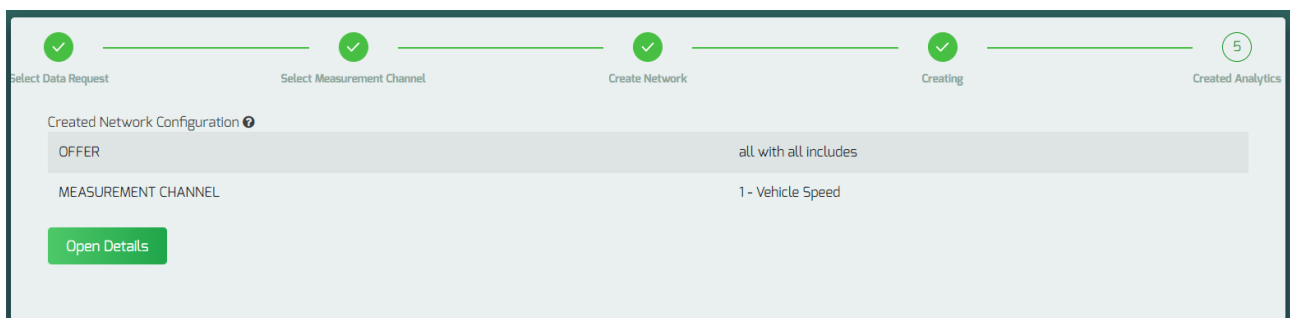 5
Select Data Request
Select Measurement Channel
Create Network
Creating
Created Analytics
Created Network Configuration ?
OFFER
all with all includes
MEASUREMENT CHANNEL
1 - Vehicle Speed
Open Details